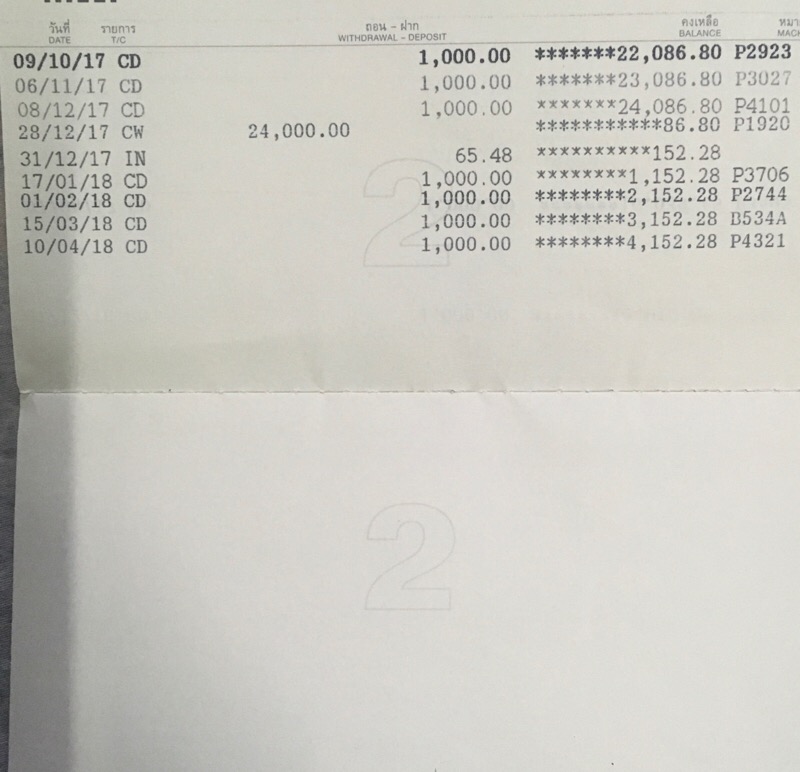 วันที่ รายการ ถอน - ฝาก คงเหลือ
DATE T/C WITHDRAWAL - DEPOSIT BALANCE
09/10/17 CD 1,000.00 *******22,086.80 P2923
06/11/17 CD 1,000.00 *******23,086.80 P3027
08/12/17 CD 1,000.00 *******24,086.80 P4101
28/12/17 CW 24,000.00 ***********86.80 P1920
31/12/17 IN 65.48 **********152.28
17/01/18 CD 1,000.00 ********1,152.28 P3706
01/02/18 CD 1,000.00 ********2,152.28 P2744
15/03/18 CD 1,000.00 ********3,152.28 B534A
10/04/18 CD 1,000.00 ********4,152.28 P4321
2
2